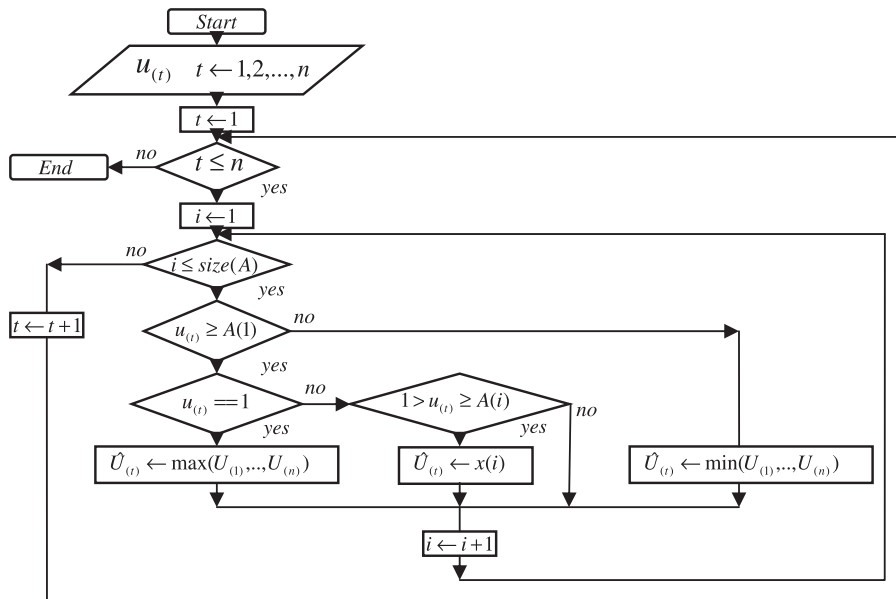 Start
u(t) t ← 1,2,...,n
t ← 1
t ≤ n
no
End
yes
i ← 1
no
i ≤ size(A)
yes
t ← t+1
u(t) ≥ A(1)
no
yes
u(t) == 1
no
1 > u(t) ≥ A(i)
no
yes
yes
Û(t) ← max(U(1),..,U(n))
Û(t) ← x(i)
Û(t) ← min(U(1),..,U(n))
i ← i+1